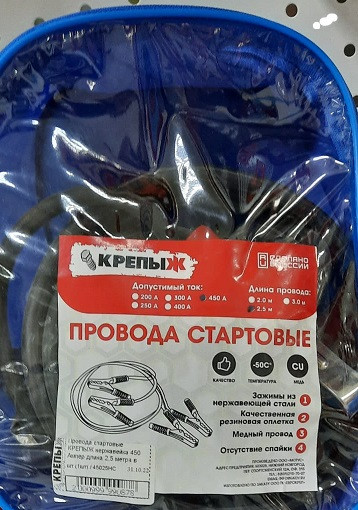 КРЕПЫЖ
СДЕЛАНО
В РОССИИ
Допустимый ток:
200 А 300 А 450 А
250 А 400 А
Длина провода:
2.0 м 3.0 м
2.5 м
ПРОВОДА СТАРТОВЫЕ
-50С° CU
КАЧЕСТВО ТЕМПЕРАТУРА МЕДЬ
Зажимы из
нержавеющей стали 1
Качественная
резиновая оплетка 2
Медный провод 3
Отсутствие спайки 4
КРЕПЫЖ
Провода стартовые
КРЕПЫЖ нержавейка 450
Ампер длина 2.5 метра в